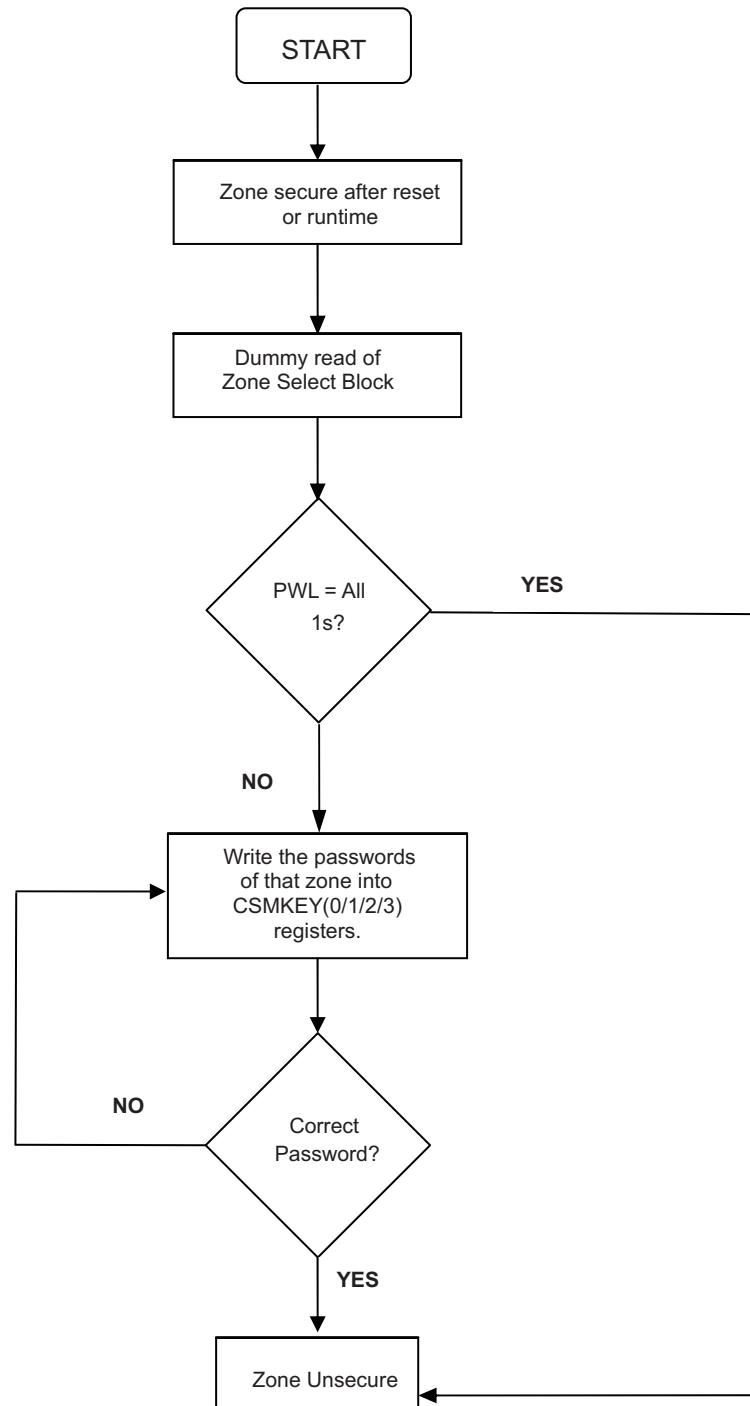 START
Zone secure after reset
or runtime
Dummy read of
Zone Select Block
PWL = All
1s?
YES
NO
Write the passwords
of that zone into
CSMKEY(0/1/2/3)
registers.
NO
Correct
Password?
YES
Zone Unsecure